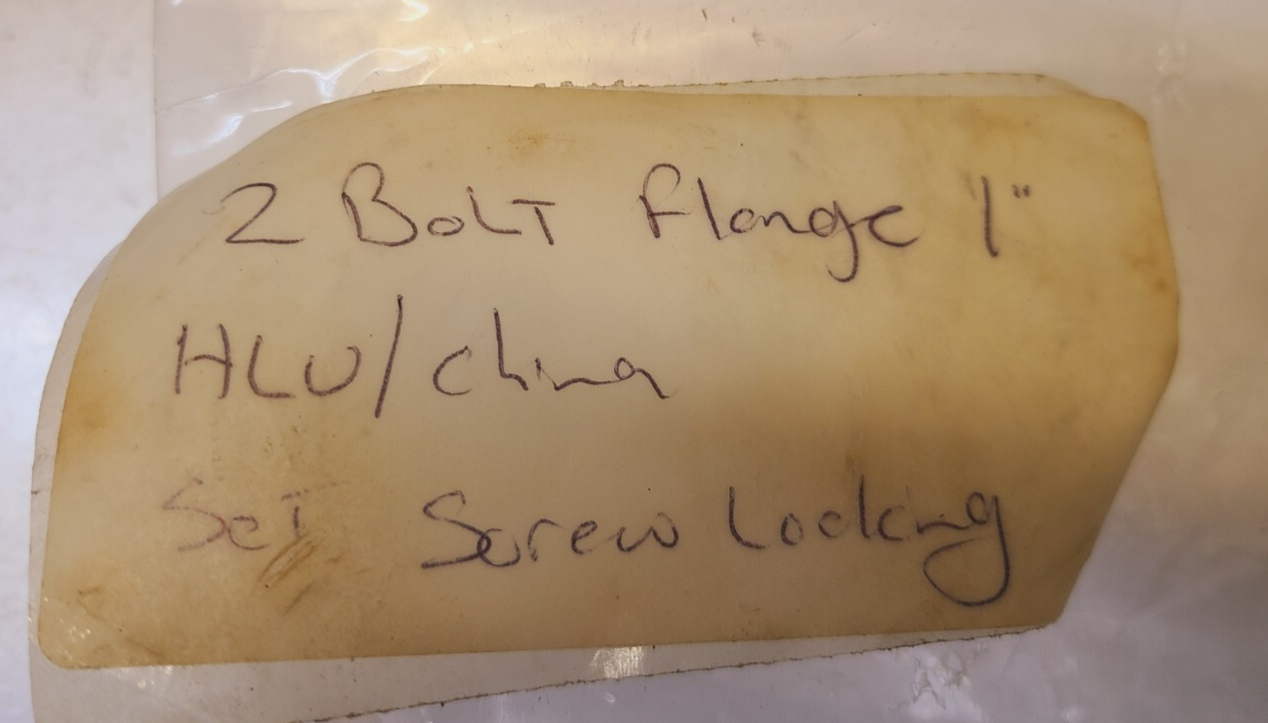 2 BOLT Flange 1"
HLU/China
SeT Screw Locking